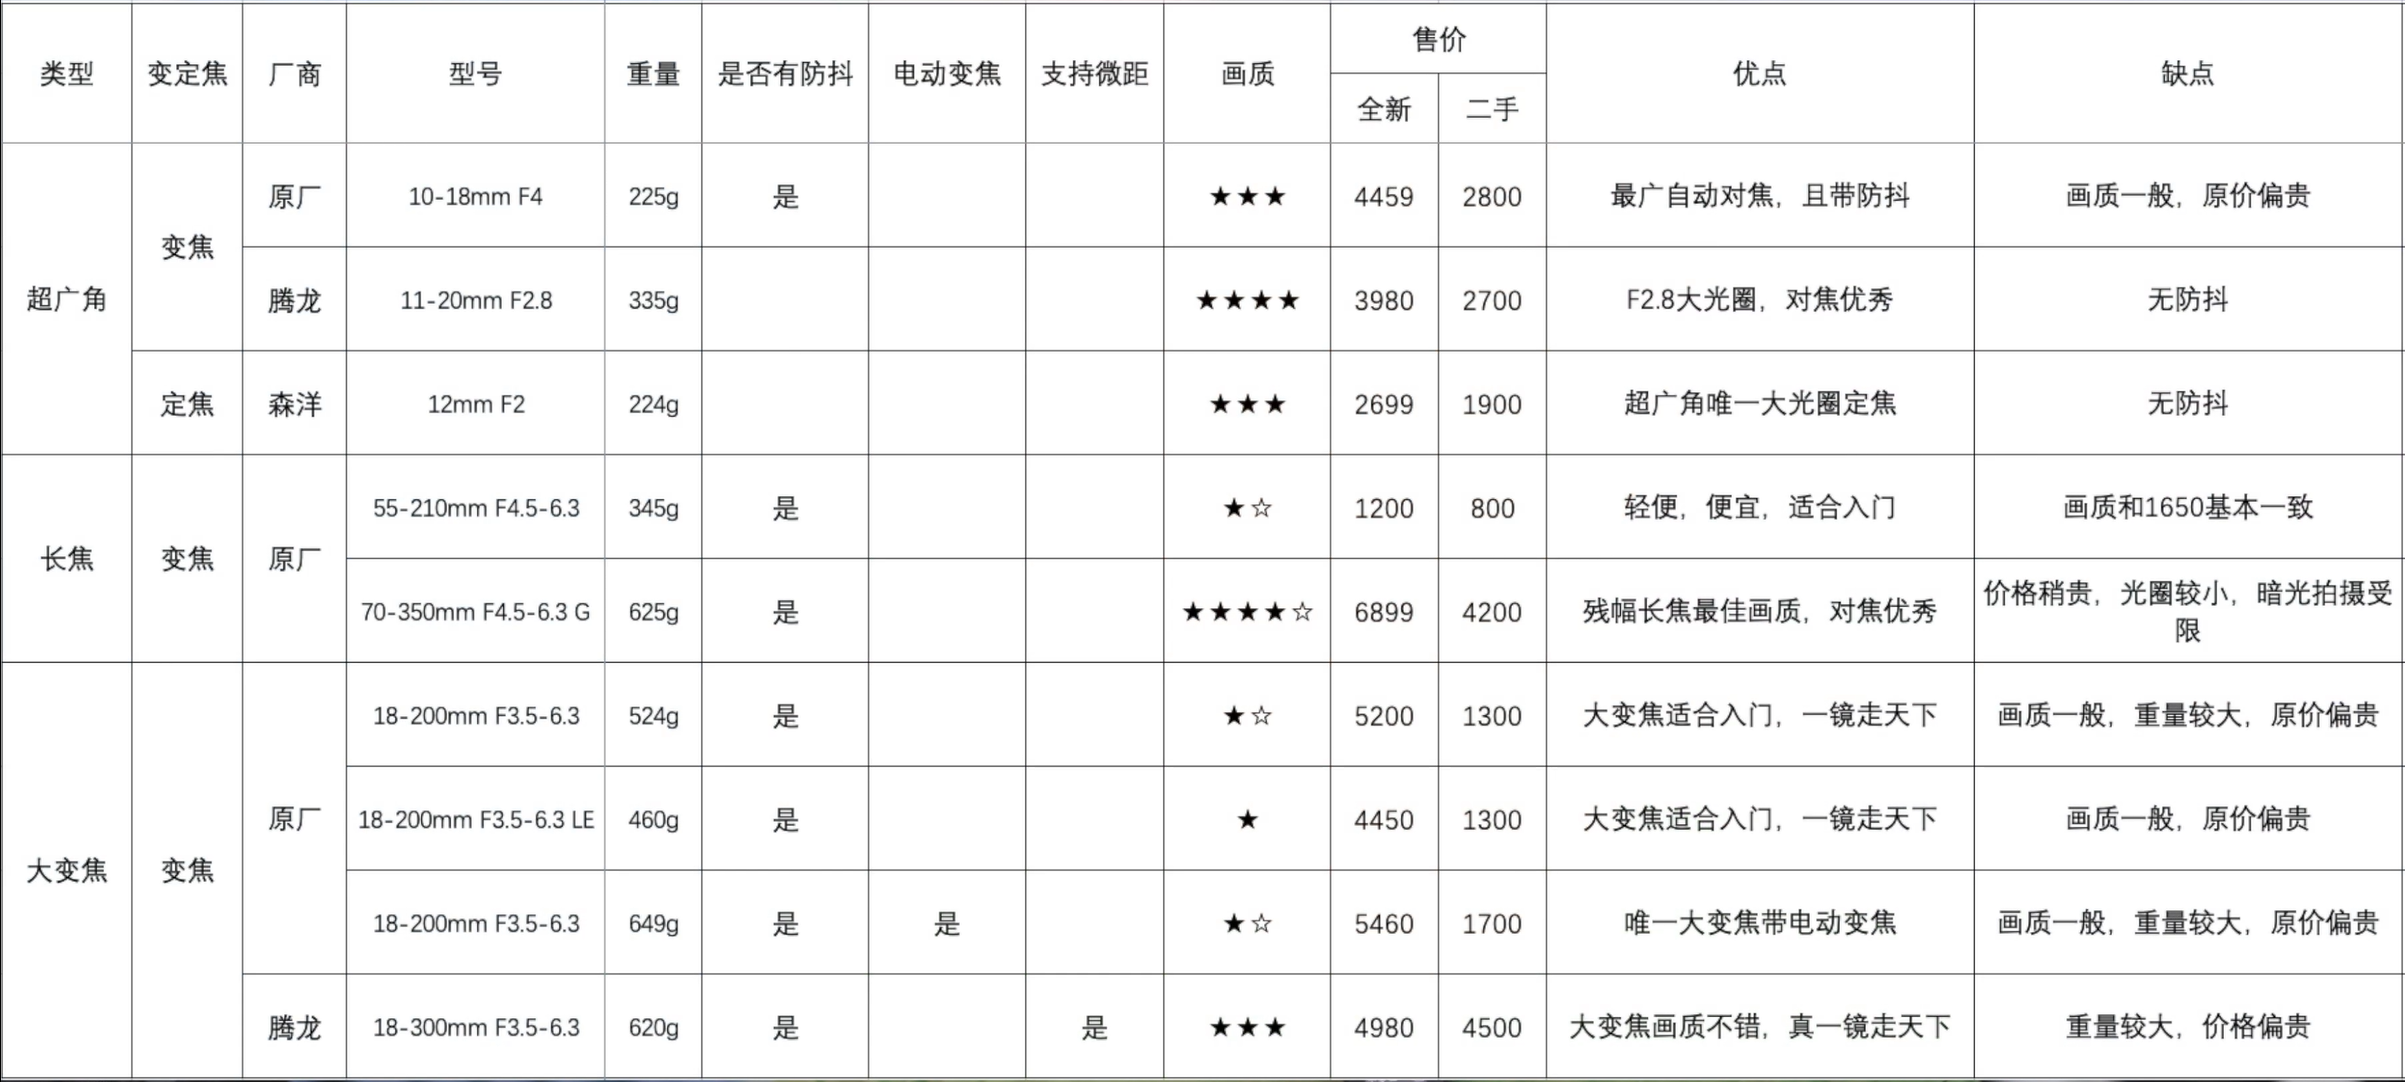 类型 变定焦 厂商 型号 重量 是否有防抖 电动变焦 支持微距 画质 售价 优点 缺点
全新 二手
超广角 变焦 原厂 10-18mm F4 225g 是 ★★★ 4459 2800 最广自动对焦，且带防抖 画质一般，原价偏贵
腾龙 11-20mm F2.8 335g ★★★★ 3980 2700 F2.8大光圈，对焦优秀 无防抖
定焦 森洋 12mm F2 224g ★★★ 2699 1900 超广角唯一大光圈定焦 无防抖
长焦 变焦 原厂 55-210mm F4.5-6.3 345g 是 ★☆ 1200 800 轻便，便宜，适合入门 画质和1650基本一致
70-350mm F4.5-6.3 G 625g 是 ★★★★☆ 6899 4200 残幅长焦最佳画质，对焦优秀 价格稍贵，光圈较小，暗光拍摄受
限
大变焦 变焦 原厂 18-200mm F3.5-6.3 524g 是 ★☆ 5200 1300 大变焦适合入门，一镜走天下 画质一般，重量较大，原价偏贵
18-200mm F3.5-6.3 LE 460g 是 ★ 4450 1300 大变焦适合入门，一镜走天下 画质一般，原价偏贵
18-200mm F3.5-6.3 649g 是 是 ★☆ 5460 1700 唯一大变焦带电动变焦 画质一般，重量较大，原价偏贵
腾龙 18-300mm F3.5-6.3 620g 是 是 ★★★ 4980 4500 大变焦画质不错，真一镜走天下 重量较大，价格偏贵